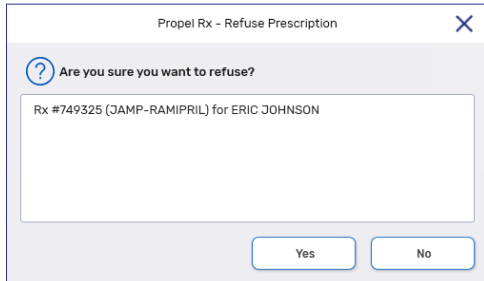 Propel Rx - Refuse Prescription
Are you sure you want to refuse?
Rx #749325 (JAMP-RAMIPRIL) for ERIC JOHNSON
Yes No